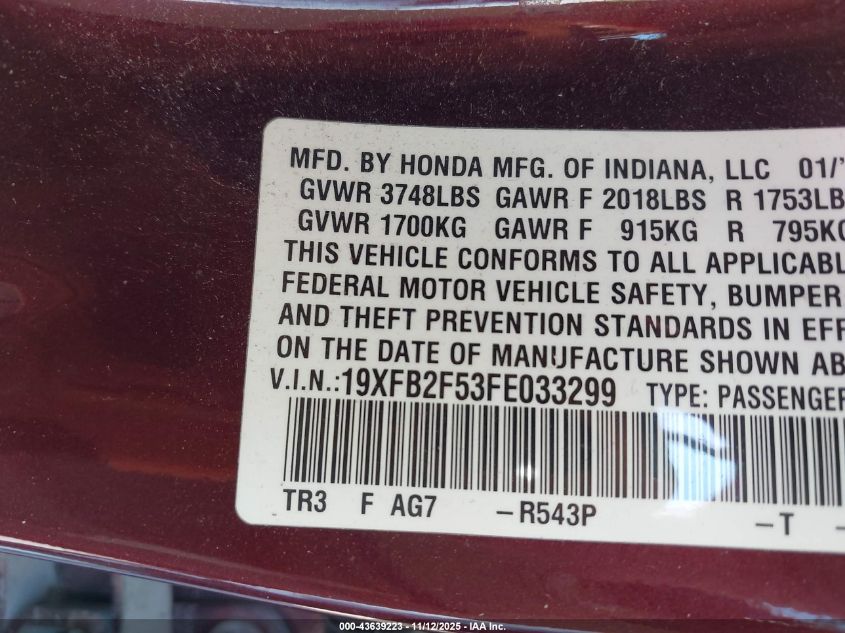 MFD. BY HONDA MFG. OF INDIANA, LLC 01/
GVWR 3748LBS GAWR F 2018LBS R 1753LB
GVWR 1700KG GAWR F 915KG R 795KG
THIS VEHICLE CONFORMS TO ALL APPLICABL
FEDERAL MOTOR VEHICLE SAFETY, BUMPER
AND THEFT PREVENTION STANDARDS IN EFF
ON THE DATE OF MANUFACTURE SHOWN AB
V.I.N.:19XFB2F53FE033299 TYPE: PASSENGER
TR3 F AG7 -R543P -T -
000-43639223 - 11/12/2025 - IAA Inc.